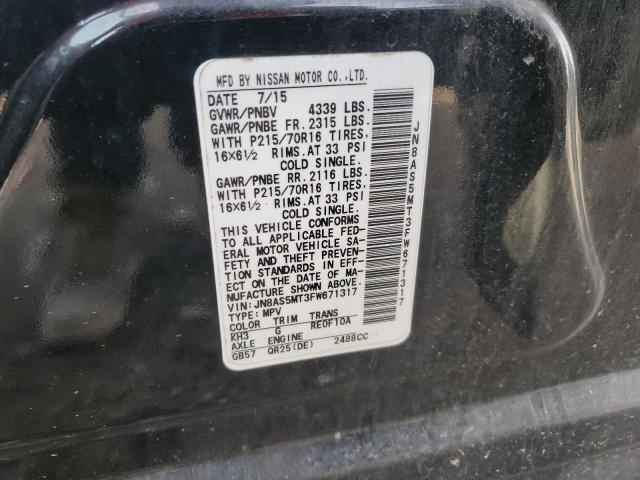 MFD BY NISSAN MOTOR CO.,LTD.
DATE 7/15
GVWR/PNBV 4339 LBS.
GAWR/PNBE FR. 2315 LBS.
WITH P215/70R16 TIRES,
16X6½ RIMS.AT 33 PSI
COLD SINGLE.
GAWR/PNBE RR. 2116 LBS.
WITH P215/70R16 TIRES,
16X6½ RIMS.AT 33 PSI
COLD SINGLE.
THIS VEHICLE CONFORMS
TO ALL APPLICABLE FED-
ERAL MOTOR VEHICLE SA-
FETY AND THEFT PREVENT-
ION STANDARDS IN EFF-
ECT ON THE DATE OF MA-
NUFACTURE SHOWN ABOVE.
VIN: JN8AS5MT3FW671317
TYPE: MPV
COLOR TRIM TRANS
KH3 G RE0F10A
AXLE ENGINE
GB57 QR25(DE) 2488CC
JN8AS5MT3FW671317